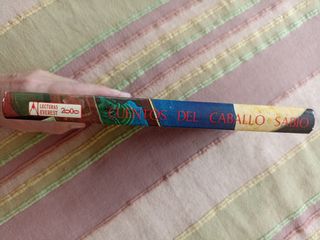 LECTURAS
EVEREST
2000
CUENTOS DEL CABALLO SABIO